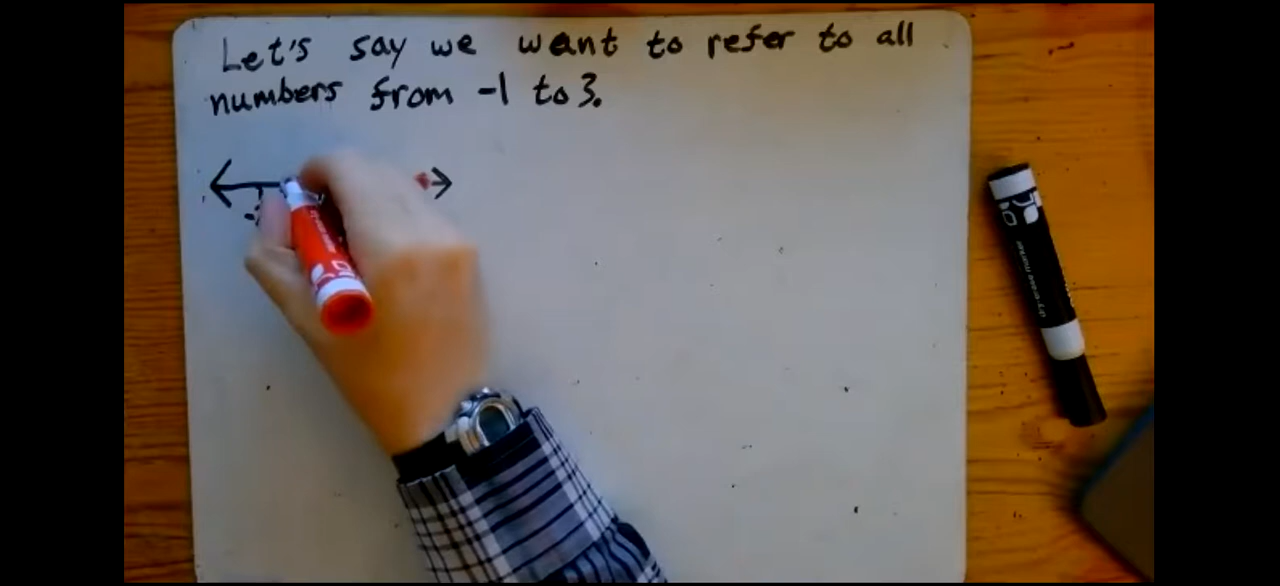 Let's say we want to refer to all
numbers from -1 to 3.